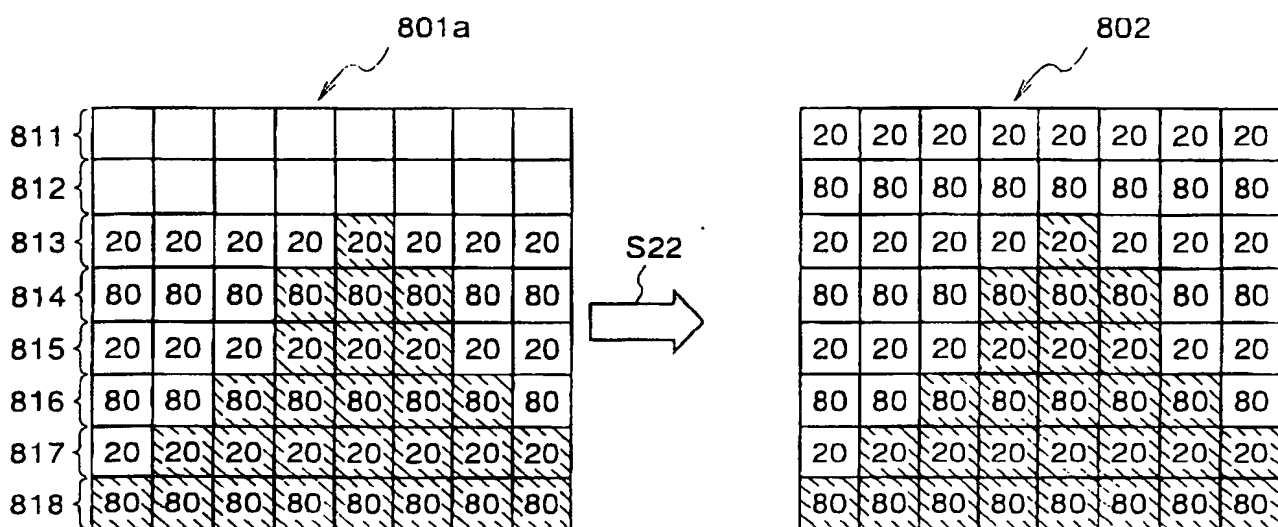 801a 802
811 20 20 20 20 20 20 20 20
812 80 80 80 80 80 80 80 80
813 20 20 20 20 20 20 20 20 20 20 20 20 20 20 20 20
S22
814 80 80 80 80 80 80 80 80 80 80 80 80 80 80 80 80
815 20 20 20 20 20 20 20 20 20 20 20 20 20 20 20 20
816 80 80 80 80 80 80 80 80 80 80 80 80 80 80 80 80
817 20 20 20 20 20 20 20 20 20 20 20 20 20 20 20 20
818 80 80 80 80 80 80 80 80 80 80 80 80 80 80 80 80